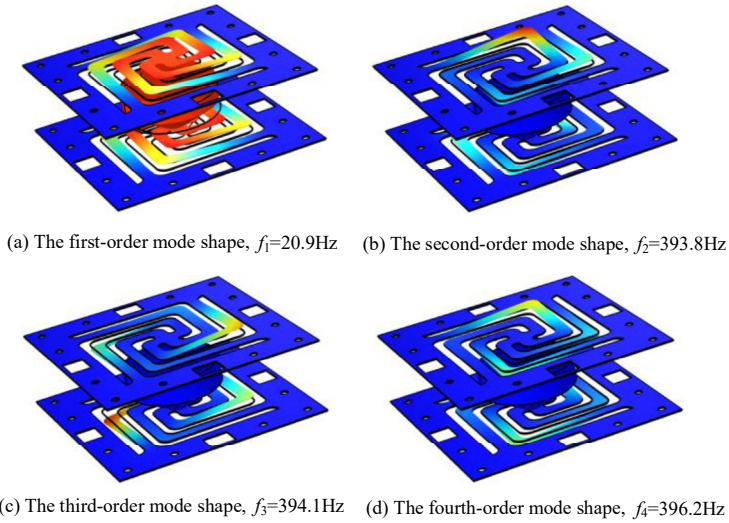 (a) The first-order mode shape, f₁=20.9Hz
(b) The second-order mode shape, f₂=393.8Hz
(c) The third-order mode shape, f₃=394.1Hz
(d) The fourth-order mode shape, f₄=396.2Hz